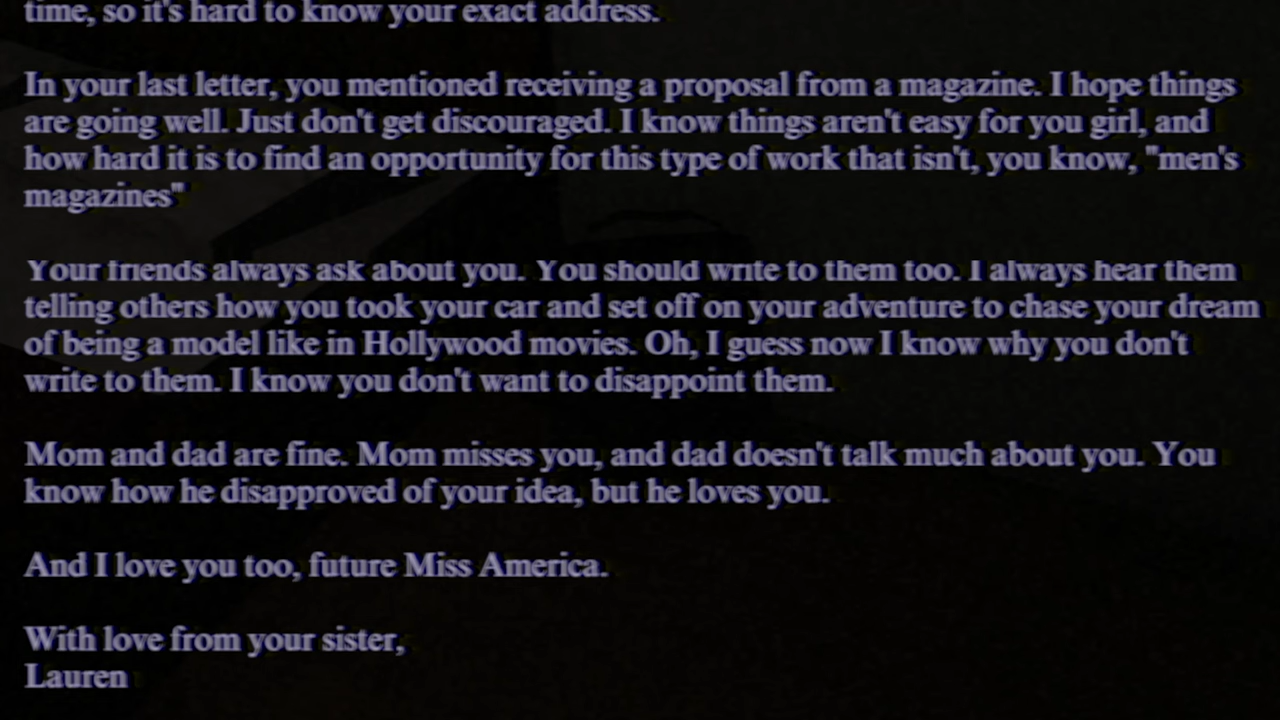 time, so it's hard to know your exact address.
In your last letter, you mentioned receiving a proposal from a magazine. I hope things
are going well. Just don't get discouraged. I know things aren't easy for you girl, and
how hard it is to find an opportunity for this type of work that isn't, you know, "men's
magazines"
Your friends always ask about you. You should write to them too. I always hear them
telling others how you took your car and set off on your adventure to chase your dream
of being a model like in Hollywood movies. Oh, I guess now I know why you don't
write to them. I know you don't want to disappoint them.
Mom and dad are fine. Mom misses you, and dad doesn't talk much about you. You
know how he disapproved of your idea, but he loves you.
And I love you too, future Miss America.
With love from your sister,
Lauren